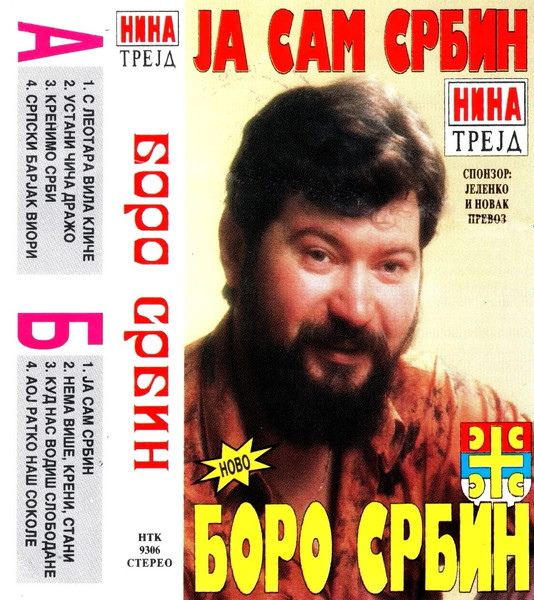 А
1. С ЛЕОТАРА ВИЛА КЛИЧЕ
2. УСТАНИ ЧИЧА ДРАЖО
3. КРЕНИМО СРБИ
4. СРПСКИ БАРЈАК ВИОРИ
Б
1. ЈА САМ СРБИН
2. НЕМА ВИШЕ, КРЕНИ, СТАНИ
3. КУД НАС ВОДИШ СЛОБОДАНЕ
4. АОЈ РАТКО НАШ СОКОЛЕ
НИНА
ТРЕЈД
БОРО СРБИН
НТК
9306
СТЕРЕО
ЈА САМ СРБИН
НИНА
ТРЕЈД
СПОНЗОР:
ЈЕЛЕНКО
И НОВАК
ПРЕВОЗ
НОВО
БОРО СРБИН